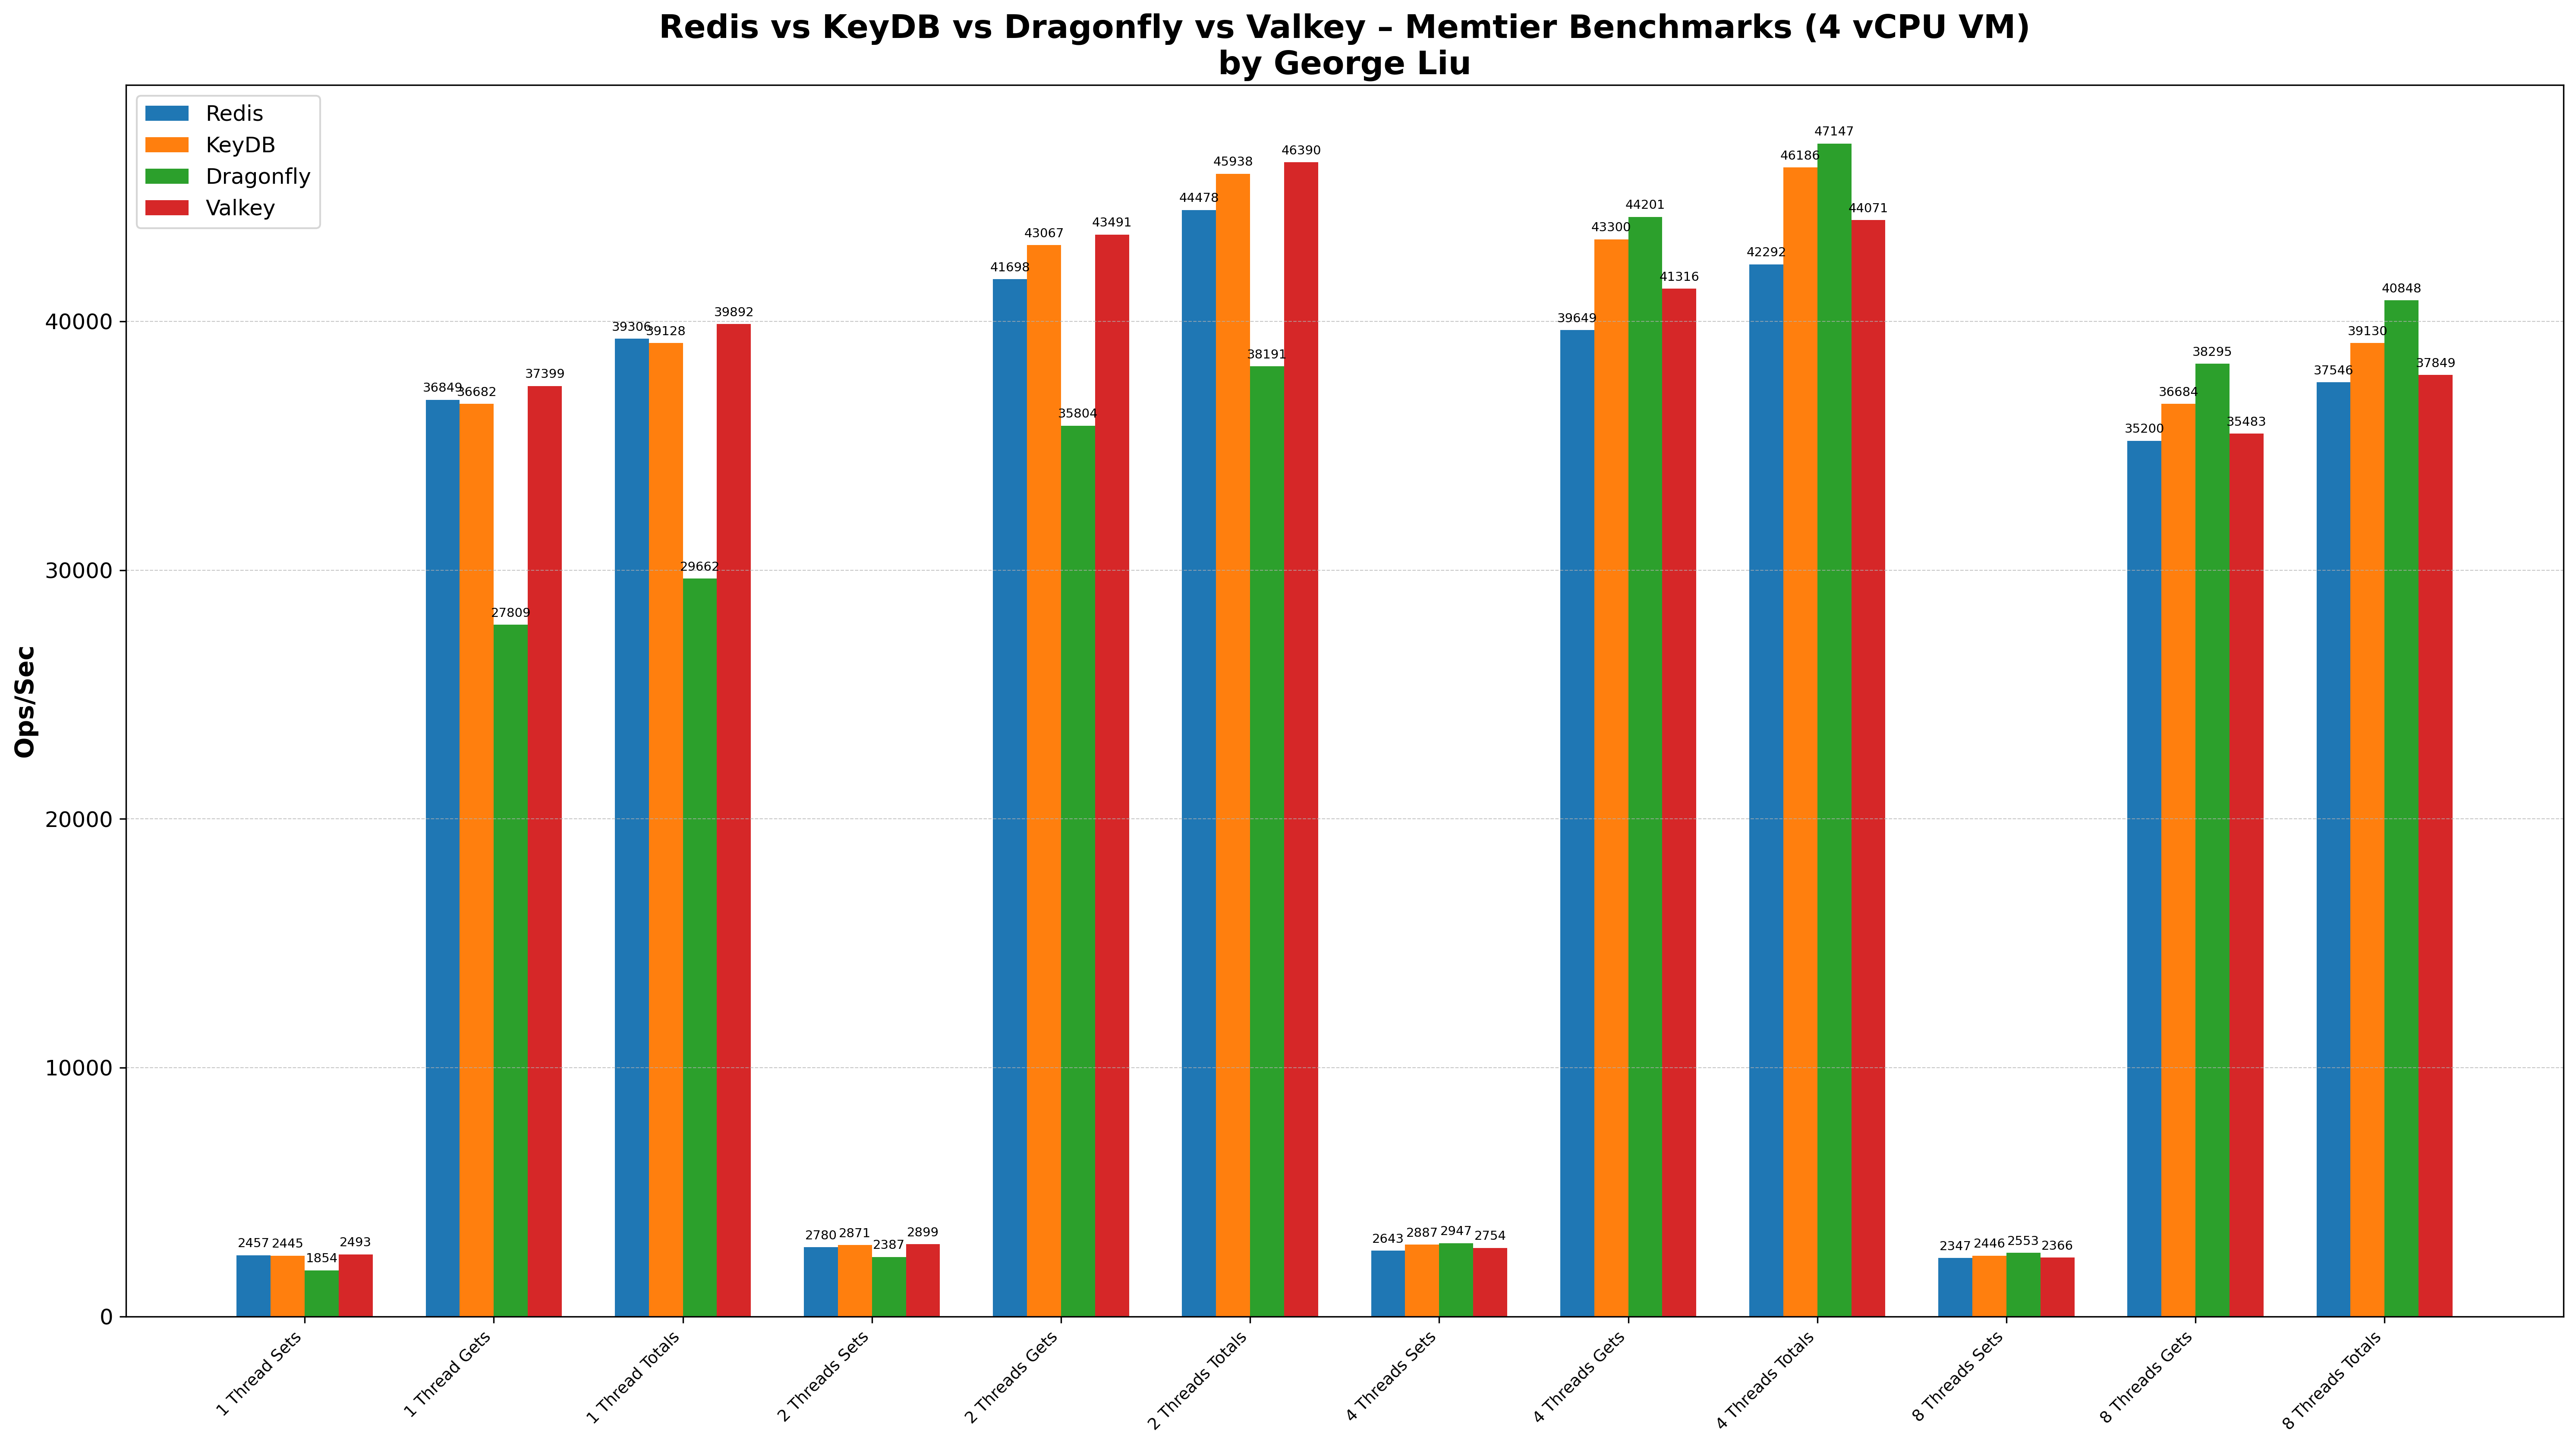 Redis vs KeyDB vs Dragonfly vs Valkey – Memtier Benchmarks (4 vCPU VM)
by George Liu
Redis
KeyDB
Dragonfly
Valkey
Ops/Sec
40000
30000
20000
10000
0
2457 2445 1854 2493
36849 36682 27809 37399
39306 39128 29662 39892
2780 2871 2387 2899
41698 43067 35804 43491
44478 45938 38191 46390
2643 2887 2947 2754
39649 43300 44201 41316
42292 46186 47147 44071
2347 2446 2553 2366
35200 36684 38295 35483
37546 39130 40848 37849
1 Thread Sets
1 Thread Gets
1 Thread Totals
2 Threads Sets
2 Threads Gets
2 Threads Totals
4 Threads Sets
4 Threads Gets
4 Threads Totals
8 Threads Sets
8 Threads Gets
8 Threads Totals